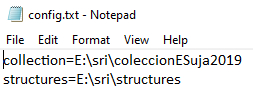 config.txt - Notepad
File Edit Format View Help
collection=E:\sri\coleccionESuja2019
structures=E:\sri\structures